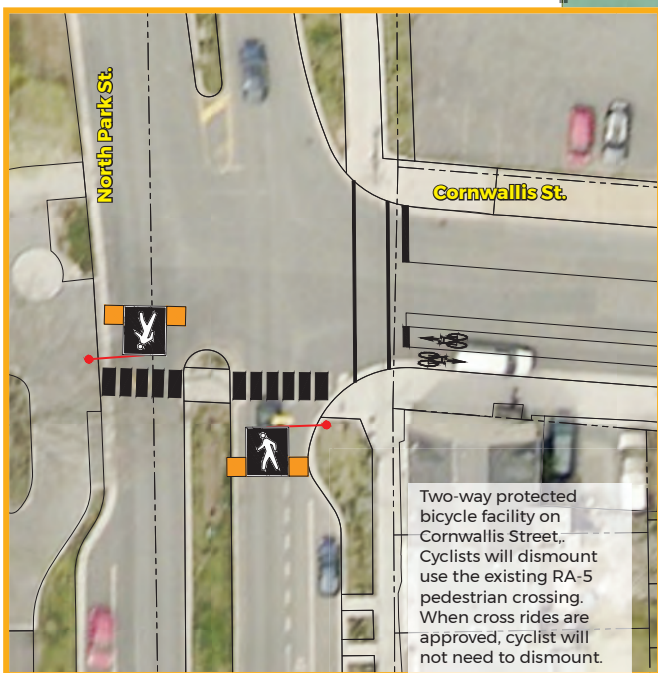 North Park St.
Cornwallis St.
Two-way protected
bicycle facility on
Cornwallis Street,.
Cyclists will dismount
use the existing RA-5
pedestrian crossing.
When cross rides are
approved, cyclist will
not need to dismount.